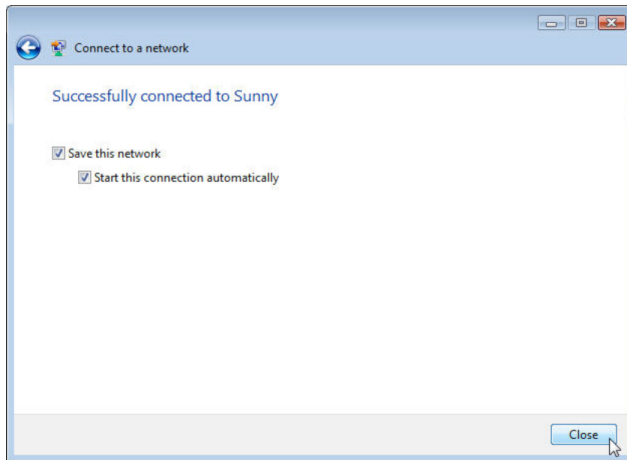 Connect to a network
Successfully connected to Sunny
Save this network
Start this connection automatically
Close